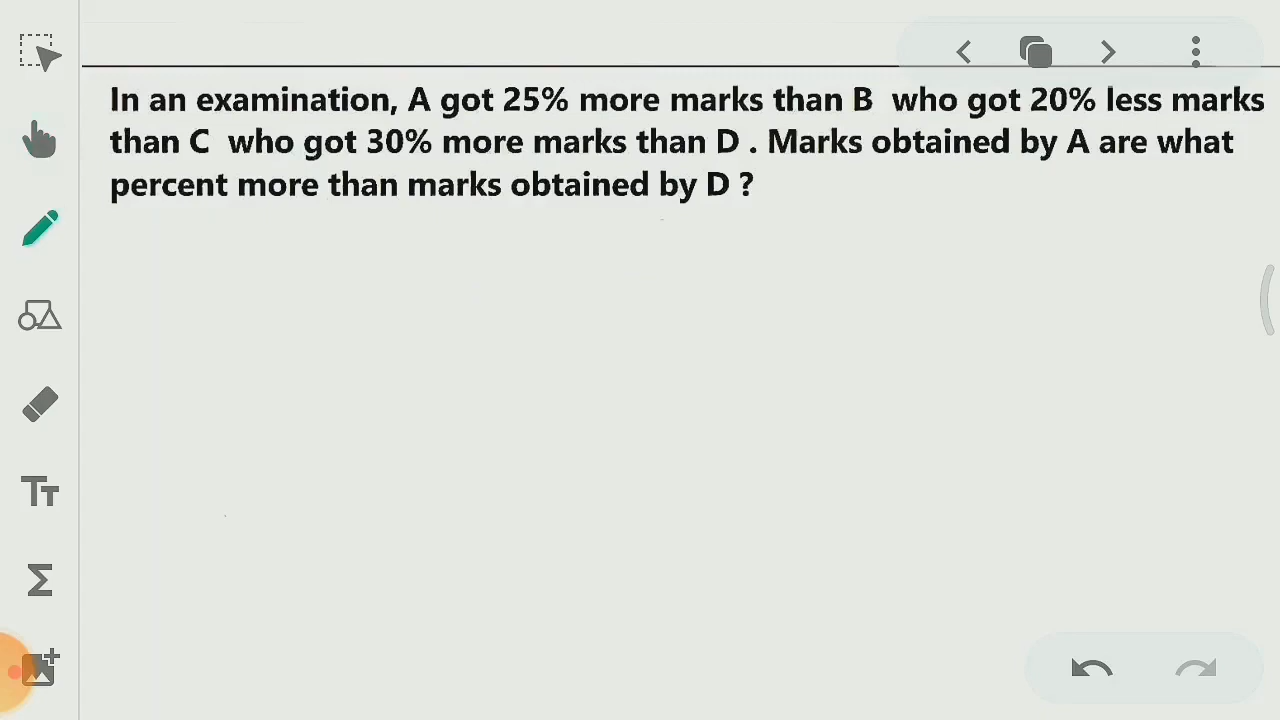 In an examination, A got 25% more marks than B who got 20% less marks
than C who got 30% more marks than D . Marks obtained by A are what
percent more than marks obtained by D ?